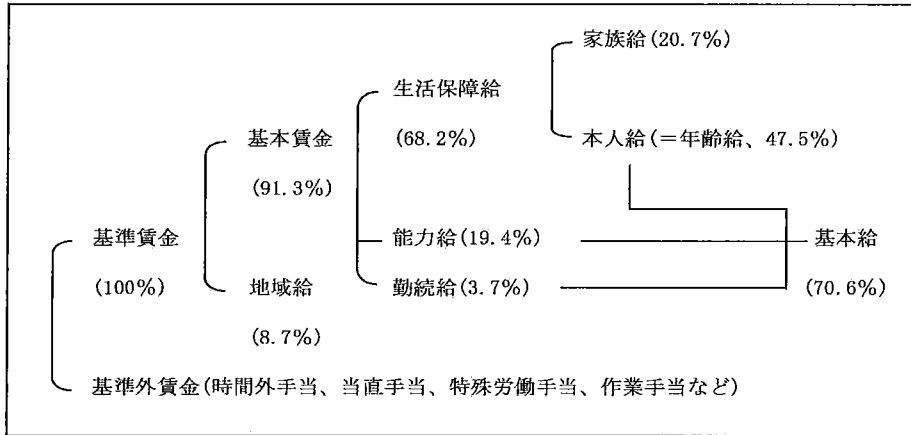 家族給(20.7%)
生活保障給
基本賃金
(68.2%)
本人給(=年齢給、47.5%)
(91.3%)
基準賃金
能力給(19.4%)
基本給
(100%)
地域給
勤続給(3.7%)
(70.6%)
(8.7%)
基準外賃金(時間外手当、当直手当、特殊労働手当、作業手当など)